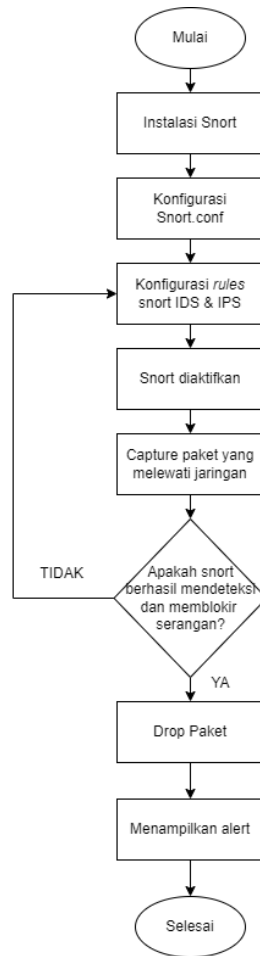 Mulai
Instalasi Snort
Konfigurasi
Snort.conf
Konfigurasi rules
snort IDS & IPS
Snort diaktifkan
Capture paket yang
melewati jaringan
TIDAK
Apakah snort
berhasil mendeteksi
dan memblokir
serangan?
YA
Drop Paket
Menampilkan alert
Selesai